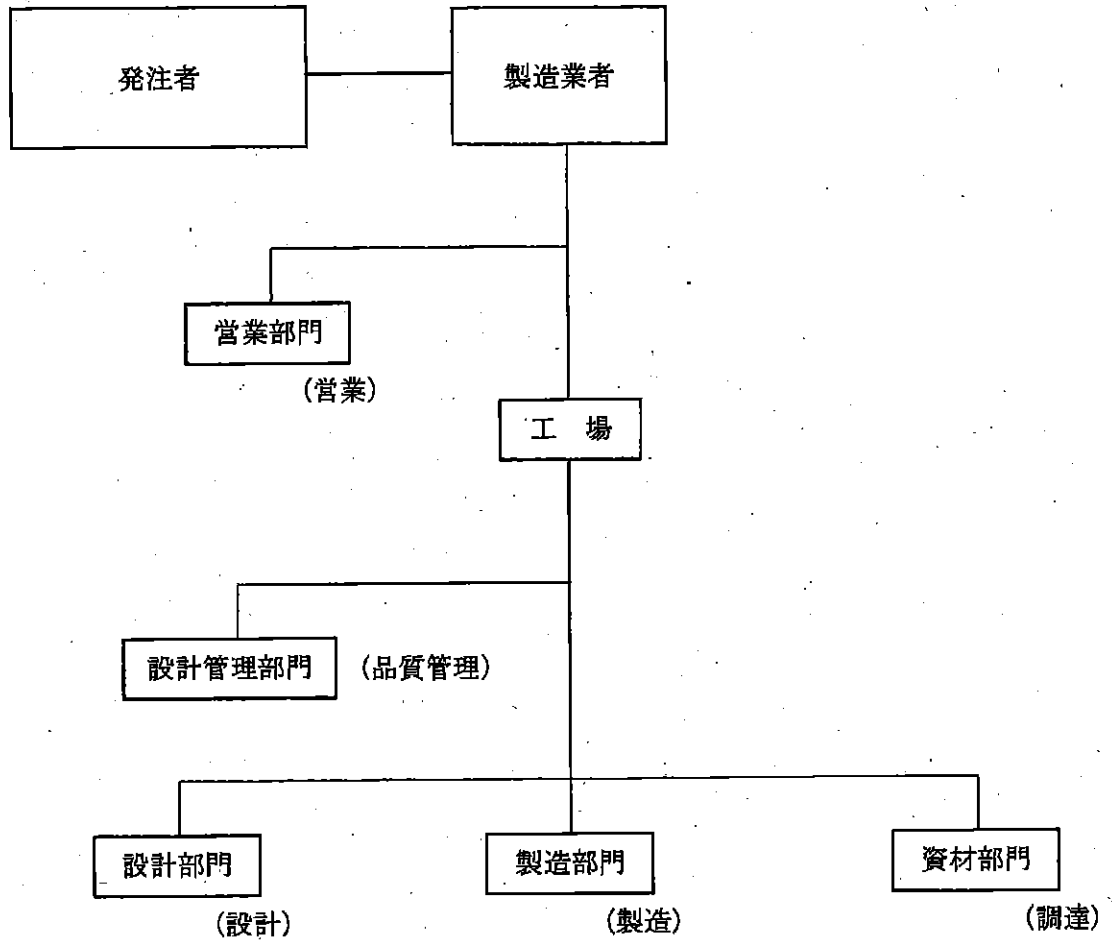 発注者
製造業者
営業部門
(営業)
工 場
設計管理部門
(品質管理)
設計部門
製造部門
資材部門
(設計)
(製造)
(調達)